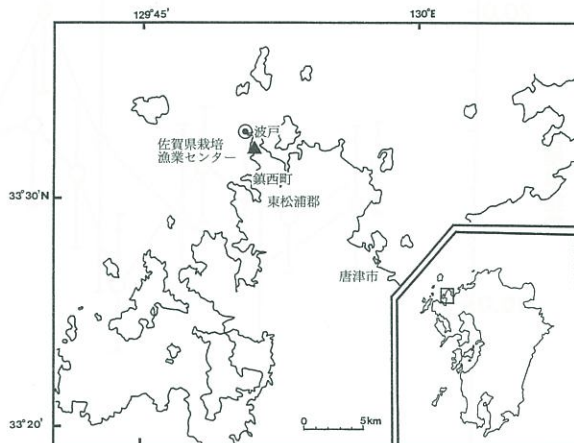 129°45'
130°E
波戸
佐賀県栽培
漁業センター
鎮西町
33°30'N
東松浦郡
唐津市
33°20'
0
5km